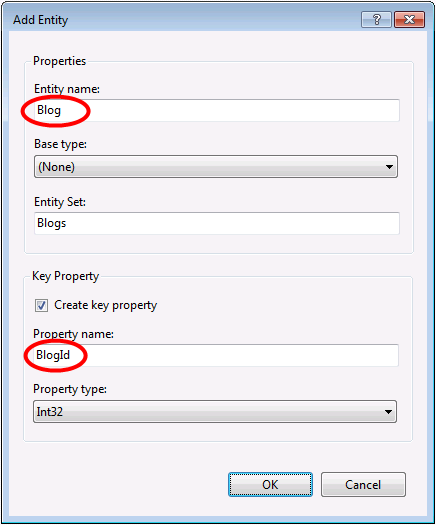 Add Entity
Properties
Entity name:
Blog
Base type:
(None)
Entity Set:
Blogs
Key Property
Create key property
Property name:
BlogId
Property type:
Int32
OK Cancel